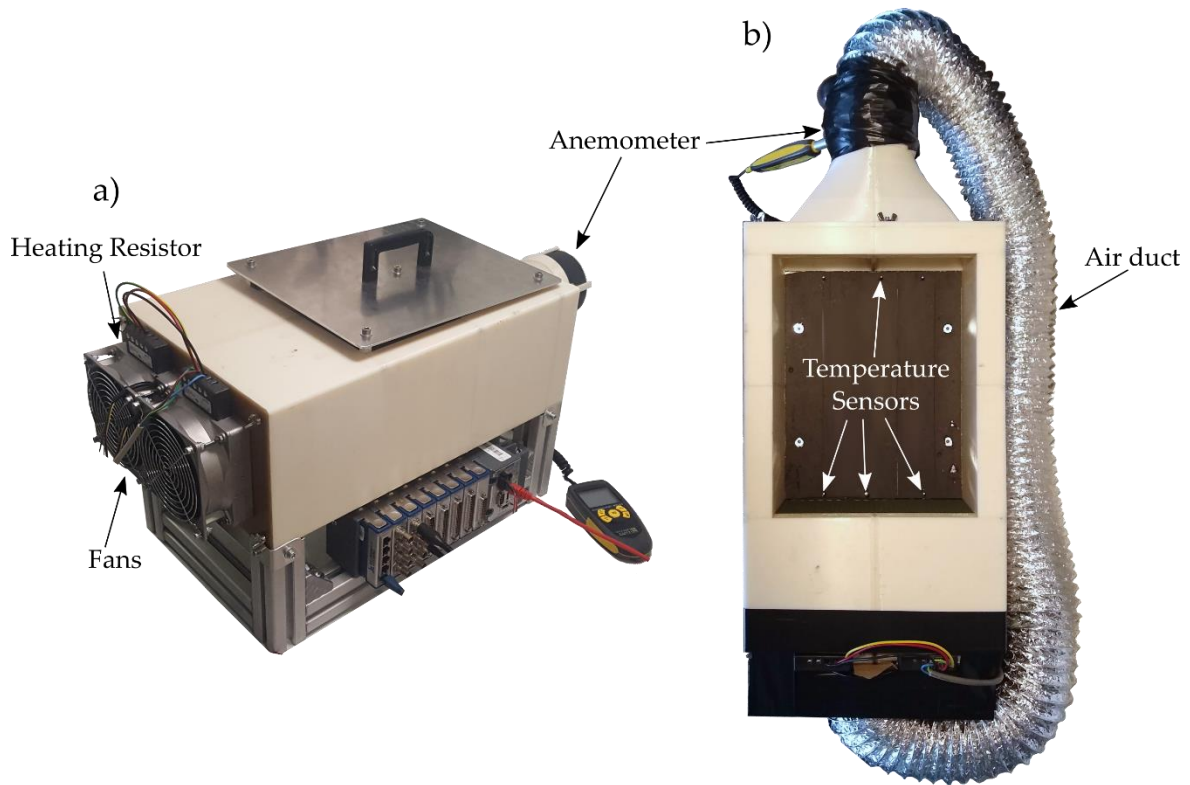 b)
Anemometer
a)
Heating Resistor
Air duct
Temperature
Sensors
Fans